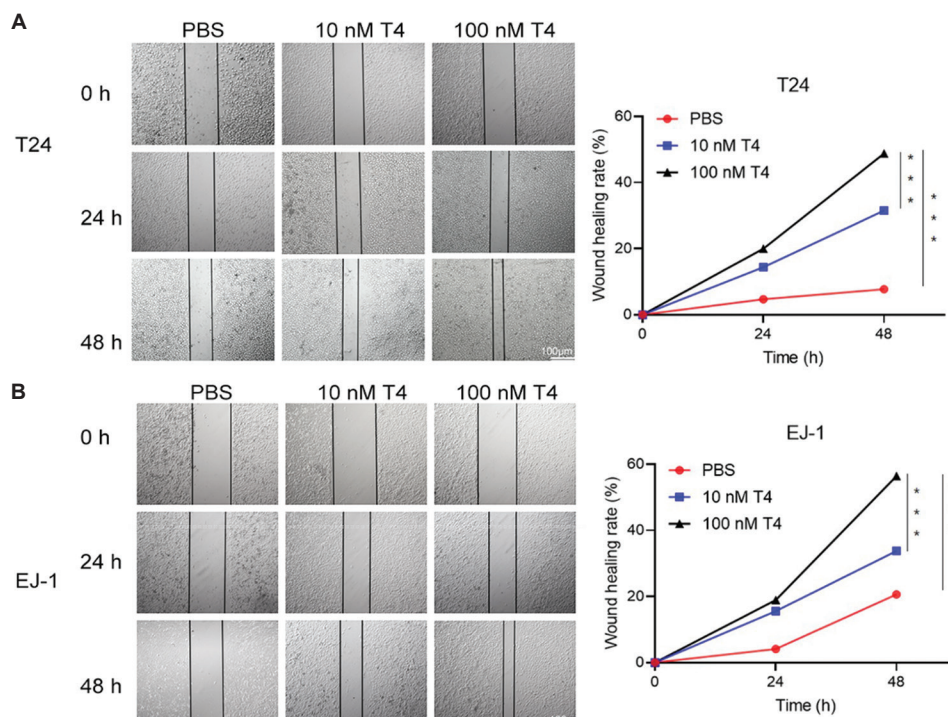 A
PBS 10 nM T4 100 nM T4
0 h
T24
24 h
48 h
100μm
T24
PBS
10 nM T4
100 nM T4
Wound healing rate (%)
60
40
20
0
0 24 48
Time (h)
* * *
* * *
B
PBS 10 nM T4 100 nM T4
0 h
EJ-1
24 h
48 h
EJ-1
PBS
10 nM T4
100 nM T4
Wound healing rate (%)
60
40
20
0
0 24 48
Time (h)
* * *